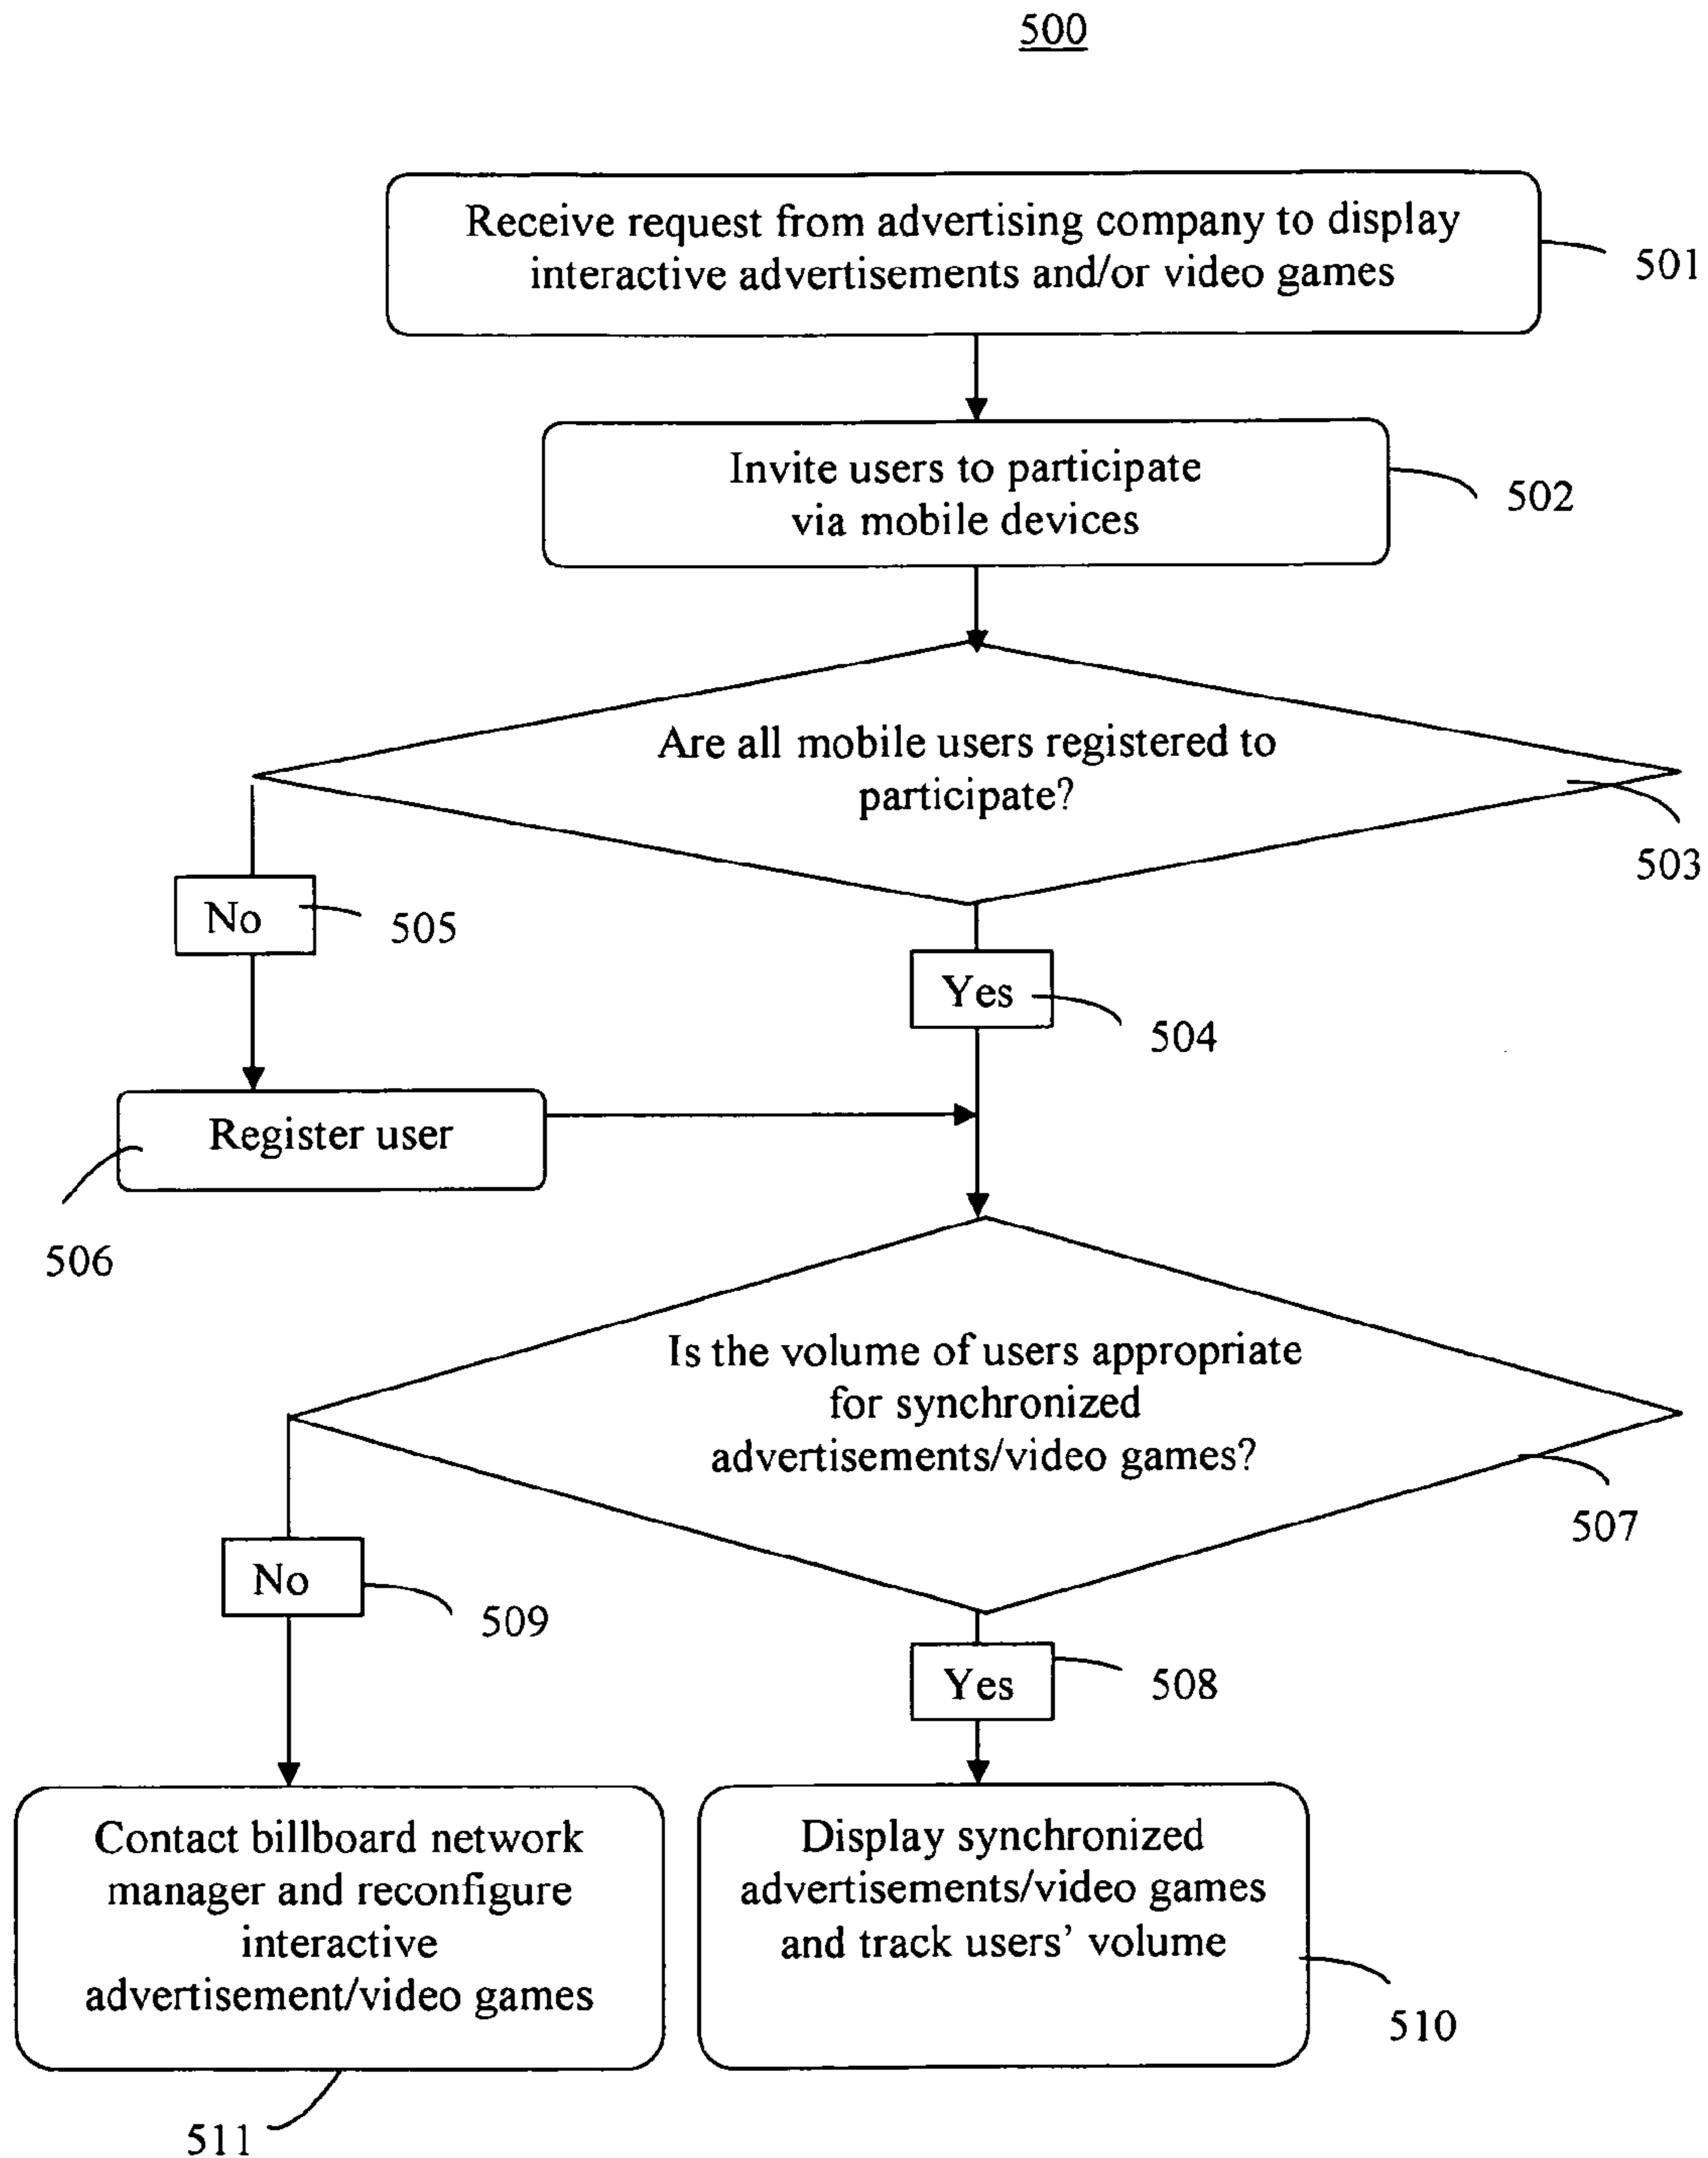 500
Receive request from advertising company to display
interactive advertisements and/or video games
501
Invite users to participate
via mobile devices
502
Are all mobile users registered to
participate?
503
No
505
Yes
504
Register user
506
Is the volume of users appropriate
for synchronized
advertisements/video games?
507
No
509
Yes
508
Contact billboard network
manager and reconfigure
interactive
advertisement/video games
511
Display synchronized
advertisements/video games
and track users’ volume
510